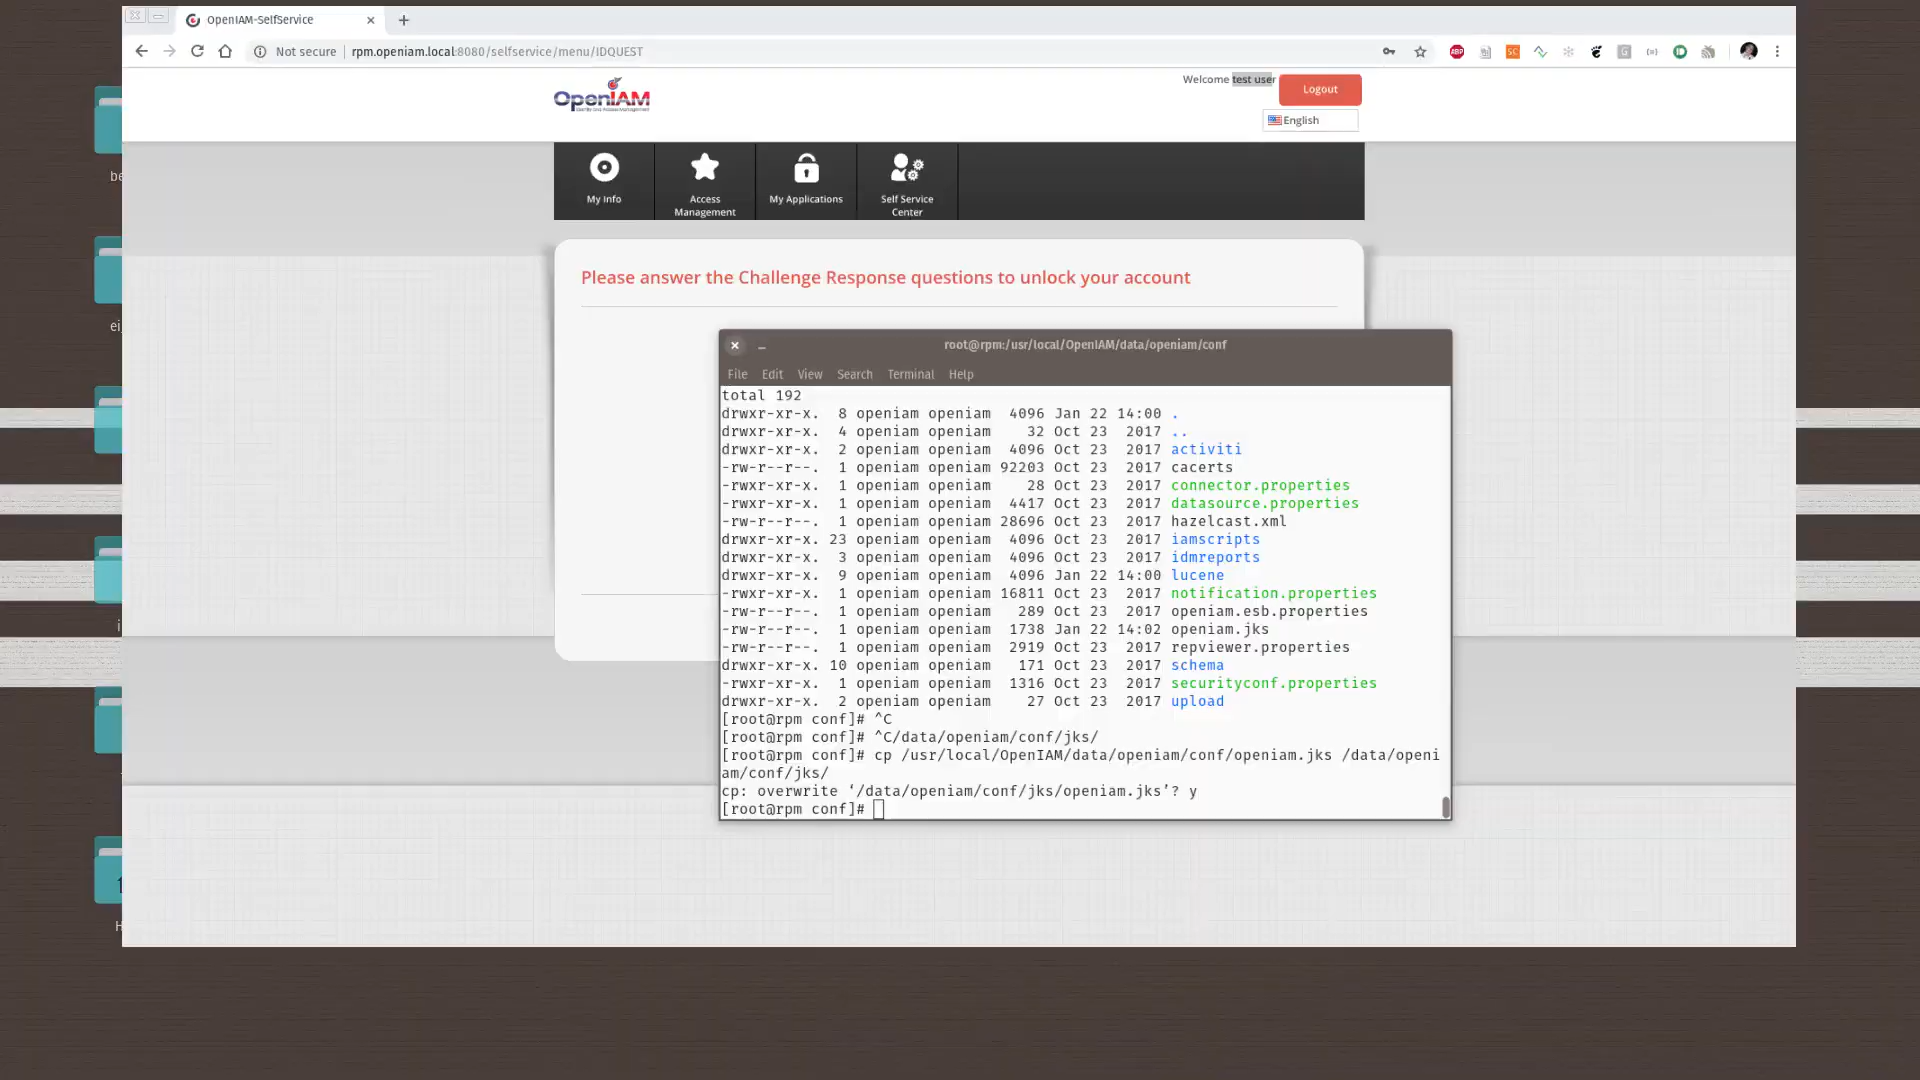 OpenIAM-SelfService
Not secure
rpm.openiam.local:8080/selfservice/menu/IDQUEST
OpenIAM
Welcome test user
Logout
English
My Info
Access Management
My Applications
Self Service Center
Please answer the Challenge Response questions to unlock your account
root@rpm:/usr/local/OpenIAM/data/openiam/conf
File Edit View Search Terminal Help
total 192
drwxr-xr-x.  8 openiam openiam  4096 Jan 22 14:00 .
drwxr-xr-x.  4 openiam openiam    32 Oct 23  2017 ..
drwxr-xr-x.  2 openiam openiam  4096 Oct 23  2017 activiti
-rw-r--r--.  1 openiam openiam 92203 Oct 23  2017 cacerts
-rwxr-xr-x.  1 openiam openiam    28 Oct 23  2017 connector.properties
-rwxr-xr-x.  1 openiam openiam  4417 Oct 23  2017 datasource.properties
-rw-r--r--.  1 openiam openiam 28696 Oct 23  2017 hazelcast.xml
drwxr-xr-x. 23 openiam openiam  4096 Oct 23  2017 iamscripts
drwxr-xr-x.  3 openiam openiam  4096 Oct 23  2017 idmreports
drwxr-xr-x.  9 openiam openiam  4096 Jan 22 14:00 lucene
-rwxr-xr-x.  1 openiam openiam 16811 Oct 23  2017 notification.properties
-rw-r--r--.  1 openiam openiam   289 Oct 23  2017 openiam.esb.properties
-rw-r--r--.  1 openiam openiam  1738 Jan 22 14:02 openiam.jks
-rw-r--r--.  1 openiam openiam  2919 Oct 23  2017 repviewer.properties
drwxr-xr-x. 10 openiam openiam   171 Oct 23  2017 schema
-rwxr-xr-x.  1 openiam openiam  1316 Oct 23  2017 securityconf.properties
drwxr-xr-x.  2 openiam openiam    27 Oct 23  2017 upload
[root@rpm conf]# ^C
[root@rpm conf]# ^C/data/openiam/conf/jks/
[root@rpm conf]# cp /usr/local/OpenIAM/data/openiam/conf/openiam.jks /data/openi
am/conf/jks/
cp: overwrite ‘/data/openiam/conf/jks/openiam.jks’? y
[root@rpm conf]#